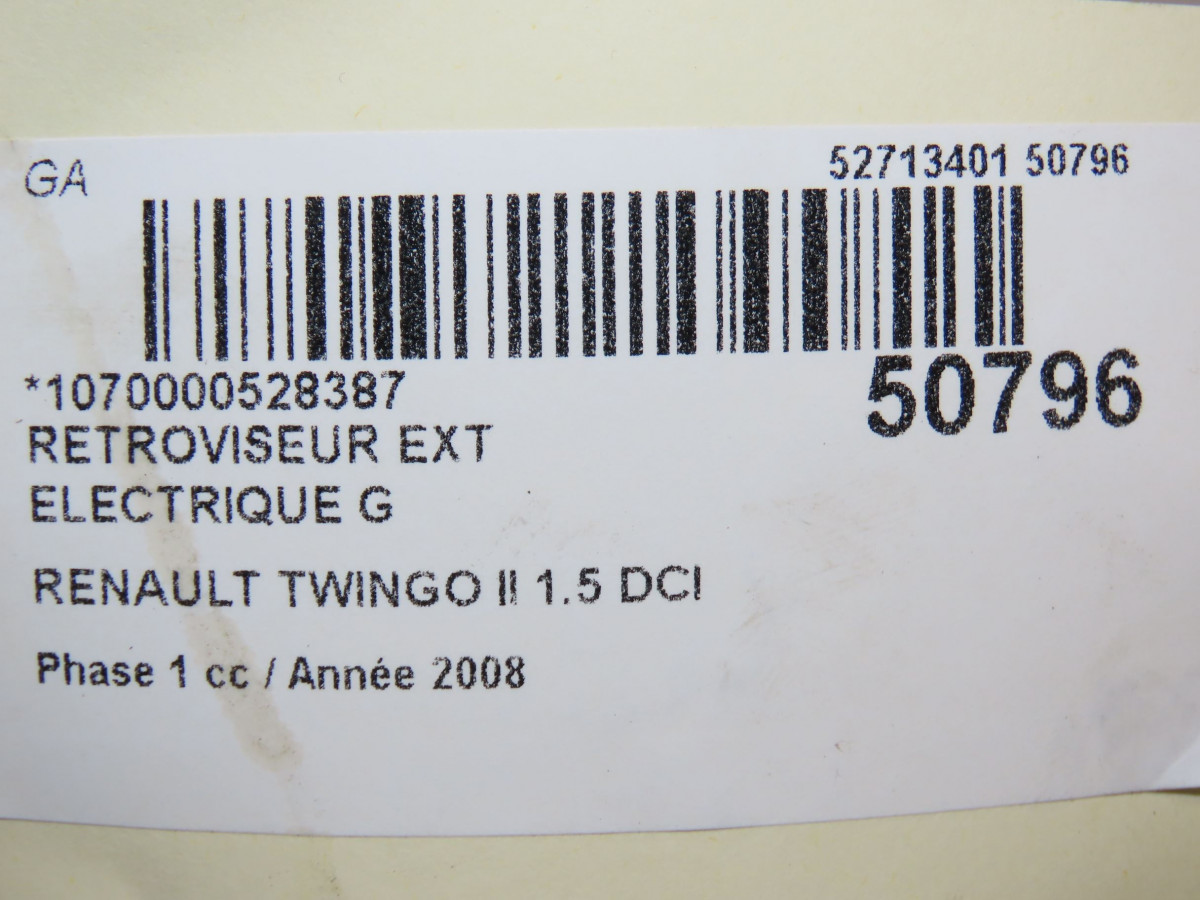 GA
52713401 50796
*1070000528387
50796
RETROVISEUR EXT
ELECTRIQUE G
RENAULT TWINGO II 1.5 DCI
Phase 1 cc / Année 2008